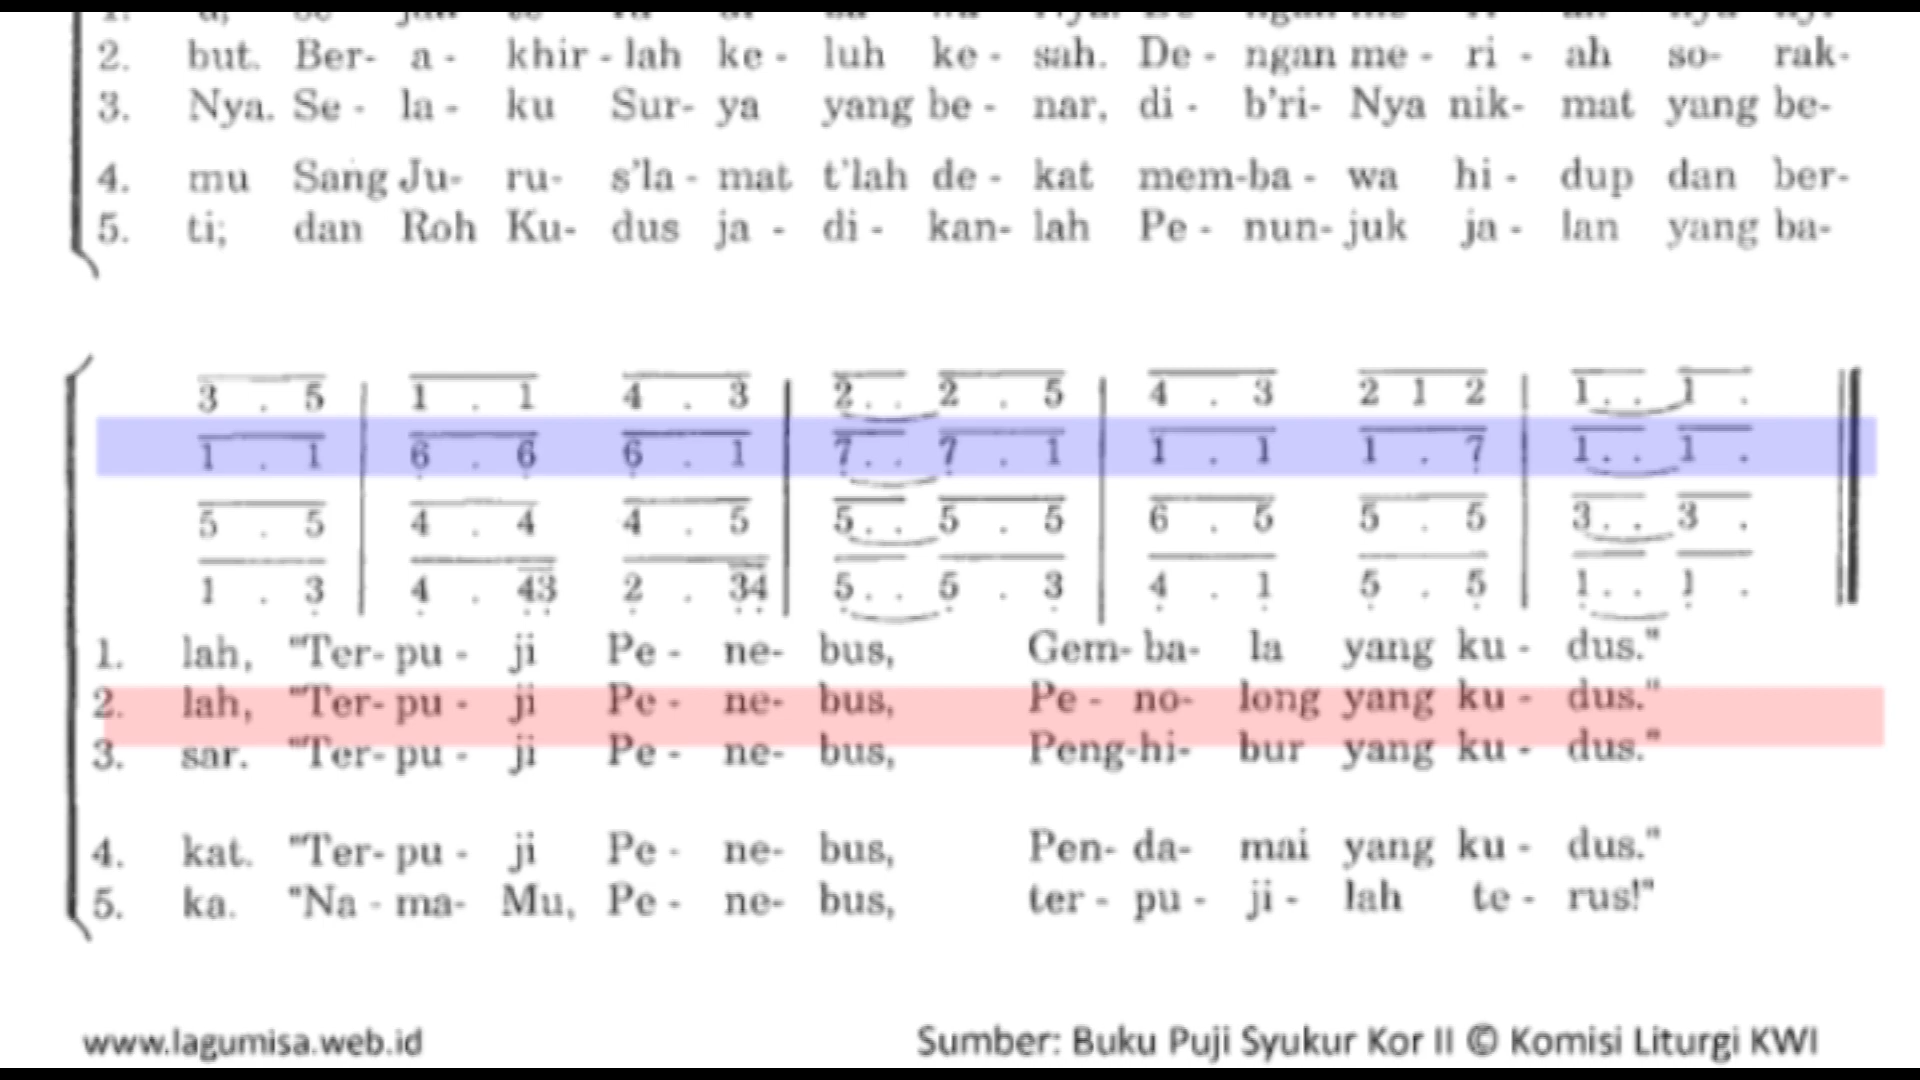 2. but. Ber- a - khir - lah ke - luh ke - sah. De - ngan me - ri - ah so- rak-
3. Nya. Se - la - ku Sur- ya yang be - nar, di - b'ri- Nya nik- mat yang be-
4. mu Sang Ju- ru- s'la - mat t'lah de - kat mem-ba - wa hi - dup dan ber-
5. ti; dan Roh Ku- dus ja - di - kan- lah Pe - nun- juk ja - lan yang ba-
3 . 5 | 1 . 1 4 . 3 | 2 . . 2 . 5 | 4 . 3 2 1 2 | 1 . . 1 .
1 . 1 6 . 6 6 . 1 7 . . 7 . 1 1 . 1 1 . 7 1 . . 1 .
5 . 5 4 . 4 4 . 5 5 . . 5 . 5 6 . 5 5 . 5 3 . . 3 .
1 . 3 4 . 43 2 . 34 5 . . 5 . 3 4 . 1 5 . 5 1 . . 1 .
1. lah, "Ter- pu - ji Pe - ne- bus, Gem- ba- la yang ku - dus."
2. lah, "Ter- pu - ji Pe - ne- bus, Pe - no- long yang ku - dus."
3. sar. "Ter- pu - ji Pe - ne- bus, Peng-hi- bur yang ku - dus."
4. kat. "Ter- pu - ji Pe - ne- bus, Pen- da- mai yang ku - dus."
5. ka. "Na - ma- Mu, Pe - ne- bus, ter - pu - ji - lah te - rus!"
www.lagumisa.web.id Sumber: Buku Puji Syukur Kor II © Komisi Liturgi KWI